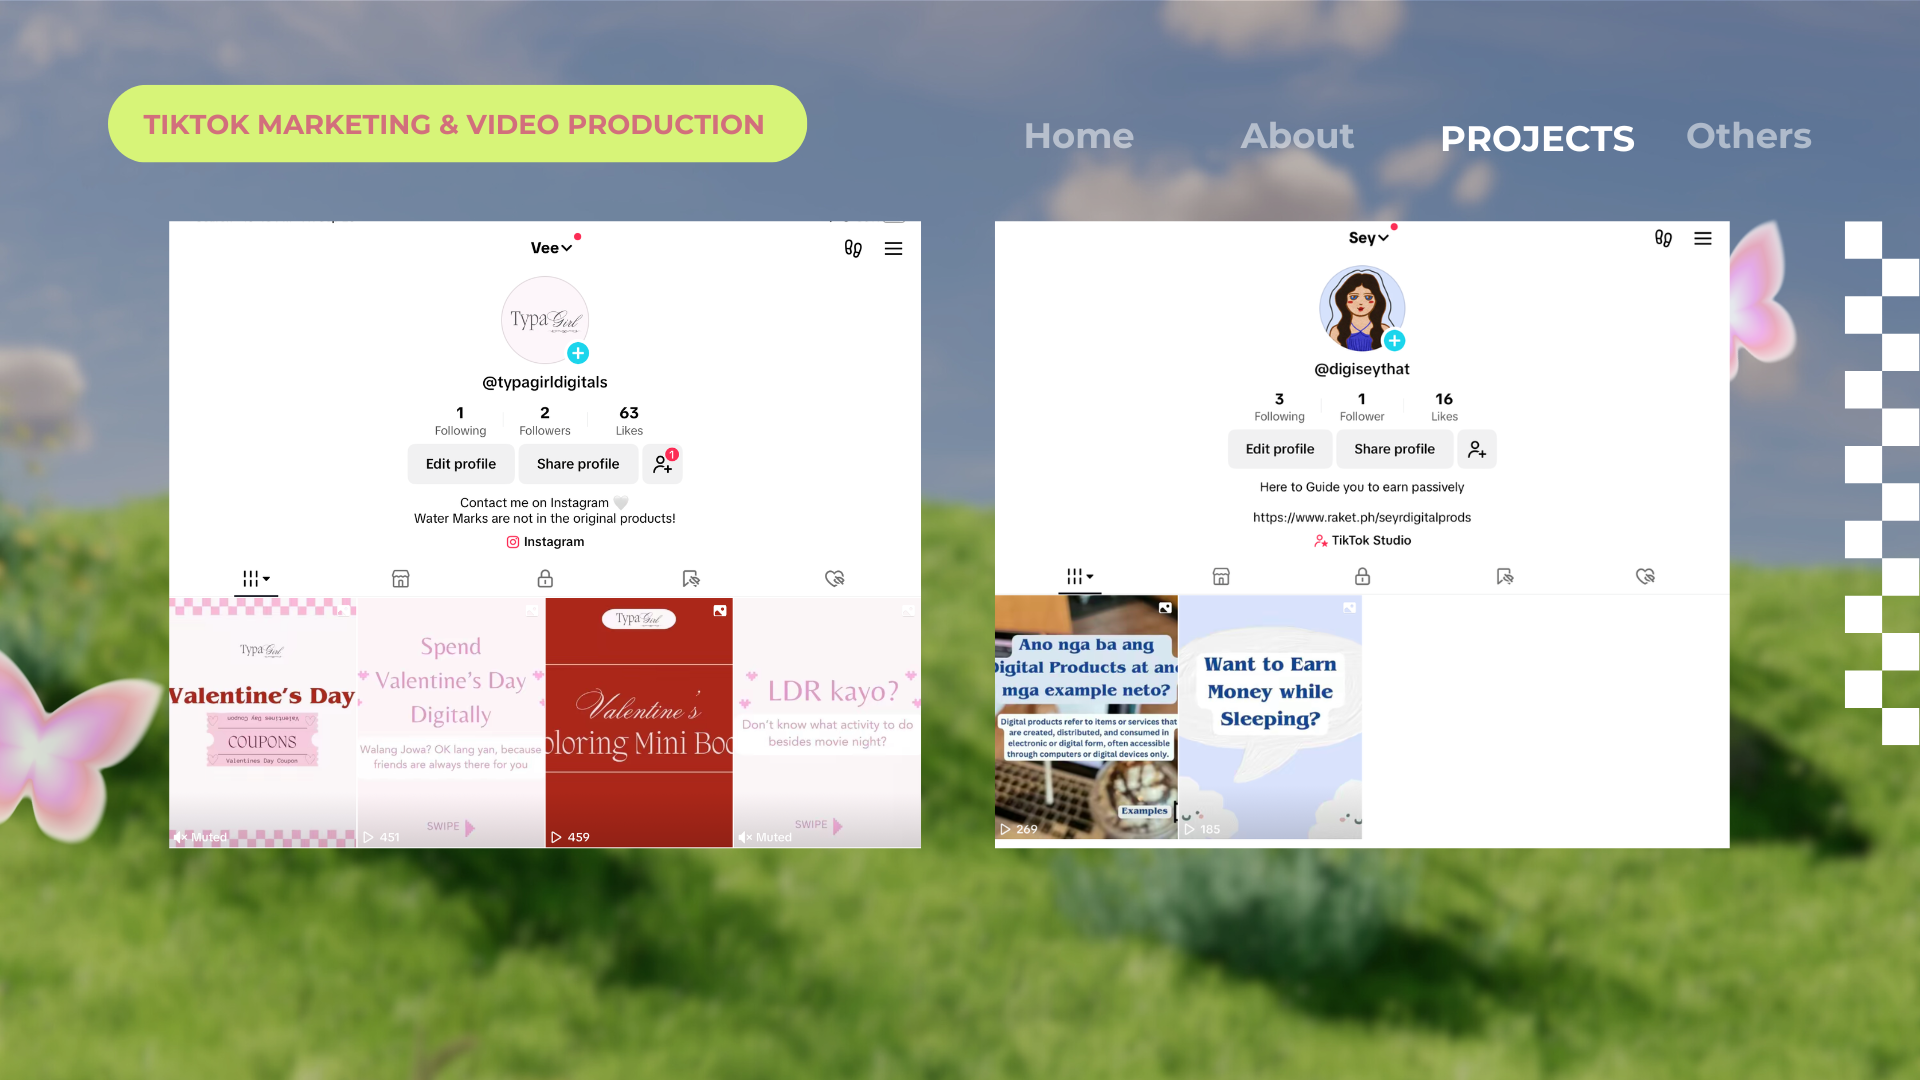 TIKTOK MARKETING & VIDEO PRODUCTION
Home
About
PROJECTS
Others
Vee
Typa Girl
@typagirldigitals
1
2
63
Following
Followers
Likes
Edit profile
Share profile
1
Contact me on Instagram 🤍
Water Marks are not in the original products!
Instagram
Typa Girl
Valentine's Day
Valentines Day Coupon
COUPONS
Valentines Day Coupon
Muted
Spend
Valentine's Day
Digitally
Walang Jowa? OK lang yan, because
friends are always there for you
SWIPE
451
Typa Girl
Valentine's
oloring Mini Boo
459
LDR kayo?
Don't know what activity to do
besides movie night?
SWIPE
Muted
Sey
@digiseythat
3
1
16
Following
Follower
Likes
Edit profile
Share profile
Here to Guide you to earn passively
https://www.raket.ph/seyrdigitalprods
TikTok Studio
Ano nga ba ang
Digital Products at ano
mga example neto?
Digital products refer to items or services that
are created, distributed, and consumed in
electronic or digital form, often accessible
through computers or digital devices only.
Examples
269
Want to Earn
Money while
Sleeping?
185